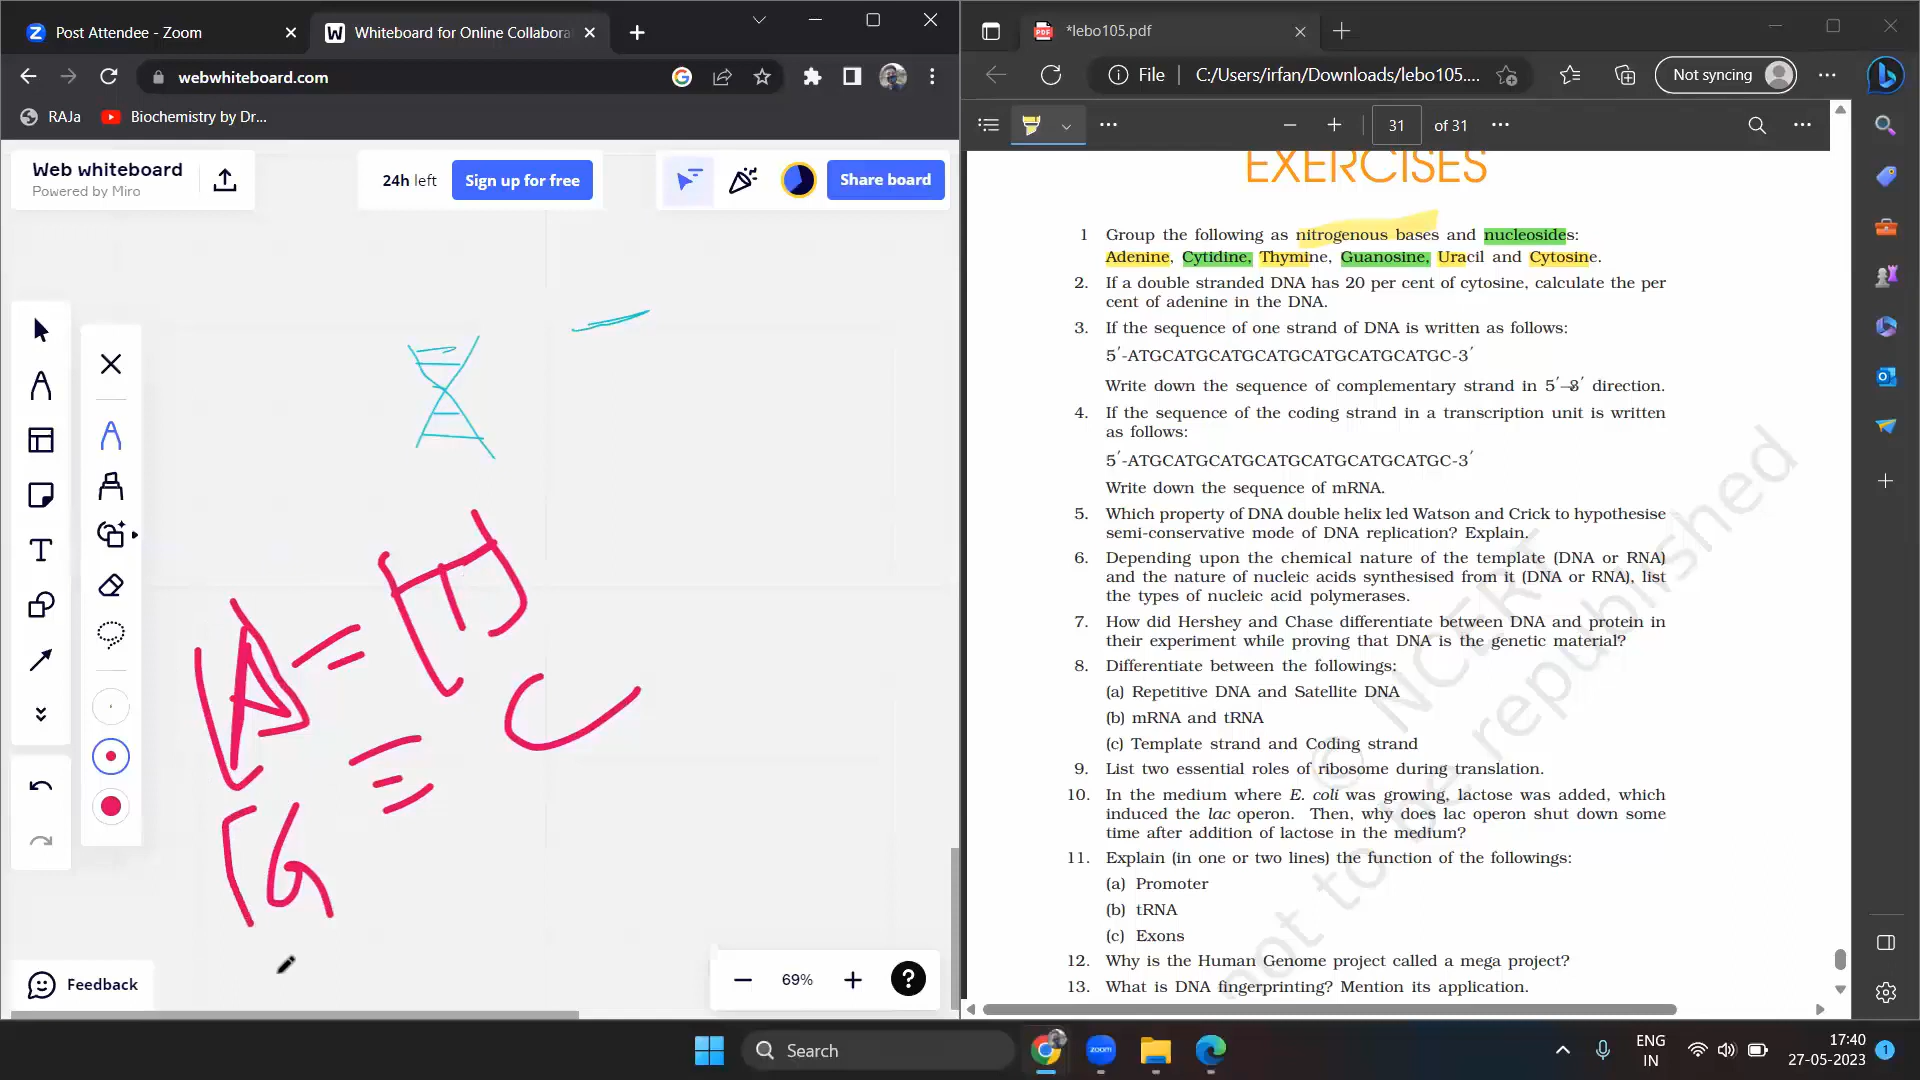 Post Attendee - Zoom
Whiteboard for Online Collabora
*lebo105.pdf
webwhiteboard.com
File
C:/Users/irfan/Downloads/lebo105....
Not syncing
RAJa
Biochemistry by Dr...
31
of 31
Web whiteboard
Powered by Miro
24h left
Sign up for free
Share board
EXERCISES
1 Group the following as nitrogenous bases and nucleosides:
Adenine, Cytidine, Thymine, Guanosine, Uracil and Cytosine.
2. If a double stranded DNA has 20 per cent of cytosine, calculate the per
cent of adenine in the DNA.
3. If the sequence of one strand of DNA is written as follows:
5′-ATGCATGCATGCATGCATGCATGCATGC-3′
Write down the sequence of complementary strand in 5′→3′ direction.
4. If the sequence of the coding strand in a transcription unit is written
as follows:
5′-ATGCATGCATGCATGCATGCATGCATGC-3′
Write down the sequence of mRNA.
5. Which property of DNA double helix led Watson and Crick to hypothesise
semi-conservative mode of DNA replication? Explain.
6. Depending upon the chemical nature of the template (DNA or RNA)
and the nature of nucleic acids synthesised from it (DNA or RNA), list
the types of nucleic acid polymerases.
7. How did Hershey and Chase differentiate between DNA and protein in
their experiment while proving that DNA is the genetic material?
8. Differentiate between the followings:
(a) Repetitive DNA and Satellite DNA
(b) mRNA and tRNA
(c) Template strand and Coding strand
9. List two essential roles of ribosome during translation.
10. In the medium where E. coli was growing, lactose was added, which
induced the lac operon. Then, why does lac operon shut down some
time after addition of lactose in the medium?
11. Explain (in one or two lines) the function of the followings:
(a) Promoter
(b) tRNA
(c) Exons
12. Why is the Human Genome project called a mega project?
13. What is DNA fingerprinting? Mention its application.
© NCERT
not to be republished
[A = [T]
[G ≡ C
Feedback
69%
Search
ENG
IN
17:40
27-05-2023
1